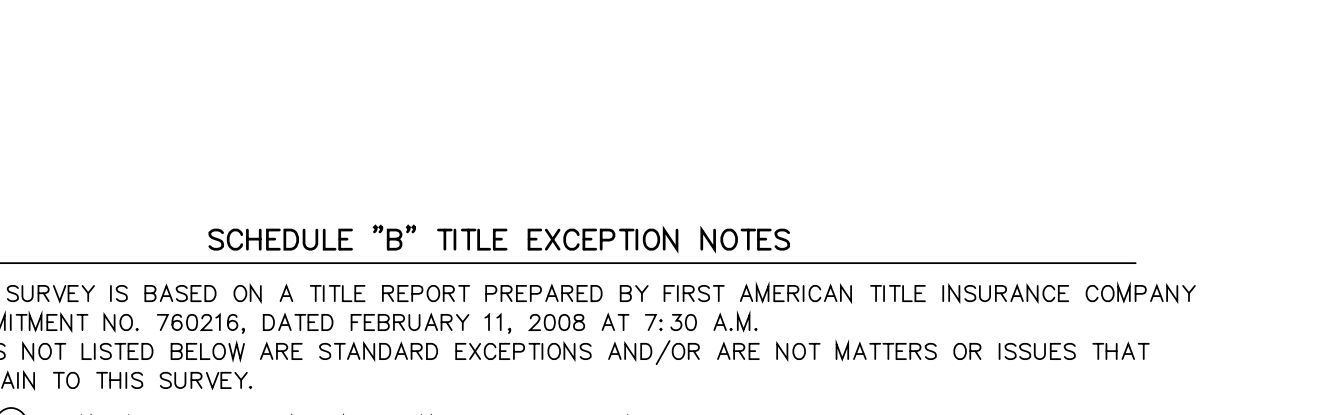 SCHEDULE "B" TITLE EXCEPTION NOTES
SURVEY IS BASED ON A TITLE REPORT PREPARED BY FIRST AMERICAN TITLE INSURANCE COMPANY
MITMENT NO. 760216, DATED FEBRUARY 11, 2008 AT 7:30 A.M.
S NOT LISTED BELOW ARE STANDARD EXCEPTIONS AND/OR ARE NOT MATTERS OR ISSUES THAT
AIN TO THIS SURVEY.